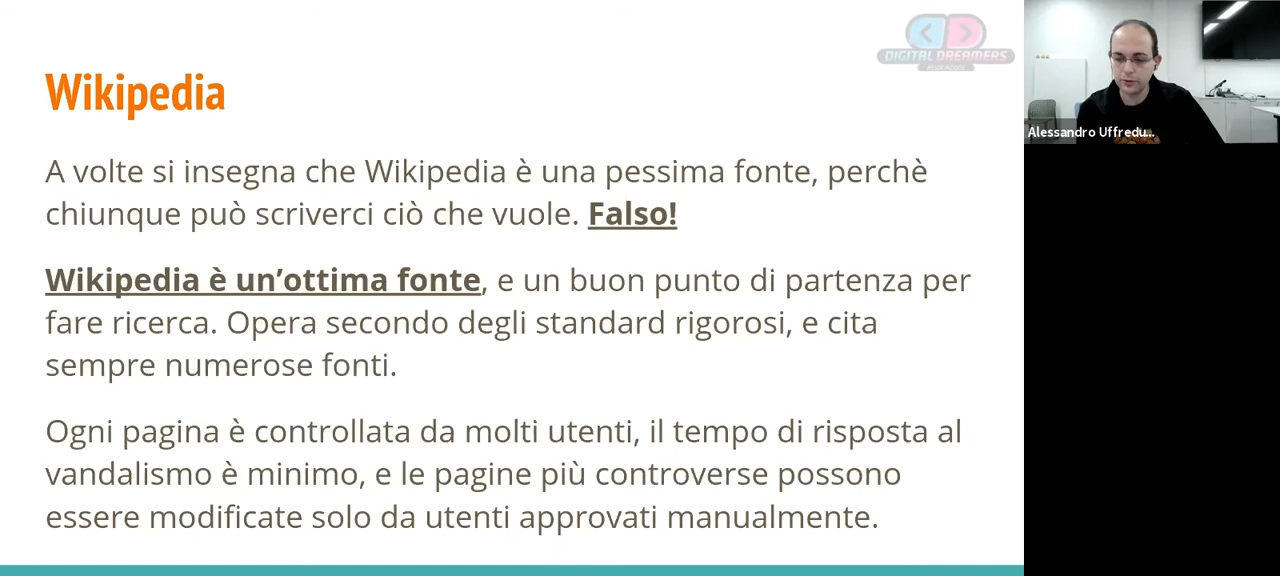 DIGITAL DREAMERS
Wikipedia
A volte si insegna che Wikipedia è una pessima fonte, perchè
chiunque può scriverci ciò che vuole. Falso!
Wikipedia è un’ottima fonte, e un buon punto di partenza per
fare ricerca. Opera secondo degli standard rigorosi, e cita
sempre numerose fonti.
Ogni pagina è controllata da molti utenti, il tempo di risposta al
vandalismo è minimo, e le pagine più controverse possono
essere modificate solo da utenti approvati manualmente.
Alessandro Uffredu...